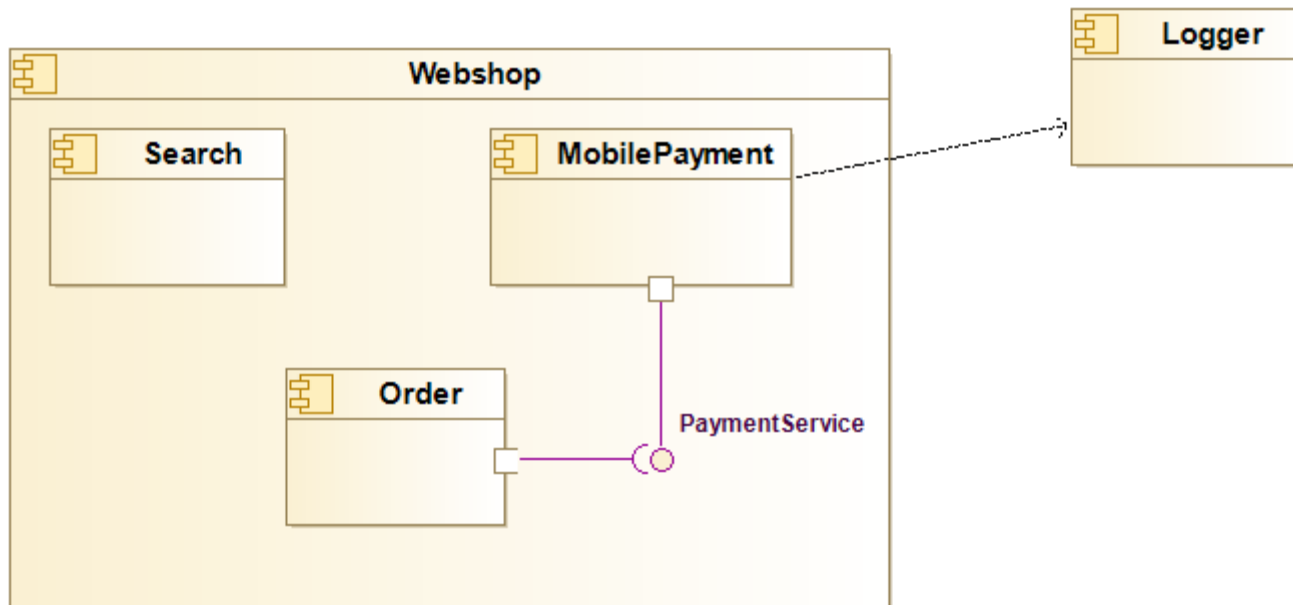 Logger
Webshop
Search
MobilePayment
Order
PaymentService